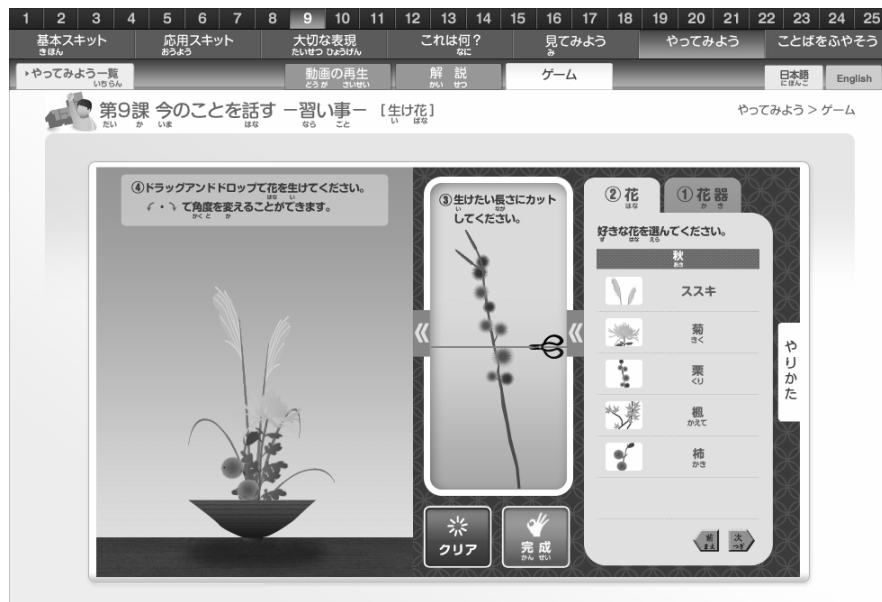 1 2 3 4 5 6 7 8 9 10 11 12 13 14 15 16 17 18 19 20 21 22 23 24 25
基本スキット 応用スキット 大切な表現 これは何? 見てみよう やってみよう ことばをふやそう
きほん おうよう たいせつ ひょうげん なに み
やってみよう一覧 動画の再生 解説 ゲーム 日本語 English
いちらん どうが さいせい かい せつ にほんご
第9課 今のことを話す -習い事- [生け花] やってみよう > ゲーム
だい か いま はな なら ごと い ばな
④ドラッグアンドドロップで花を生けてください。
はな い
・ で角度を変えることができます。
かくど か
③生けたい長さにカット
い なが
してください。
②花 ①花器
はな か き
好きな花を選んでください。
す はな えら
秋
あき
ススキ
菊
きく
栗
くり
楓
かえで
柿
かき
やりかた
クリア
完成
かん せい
前 次
まえ つぎ